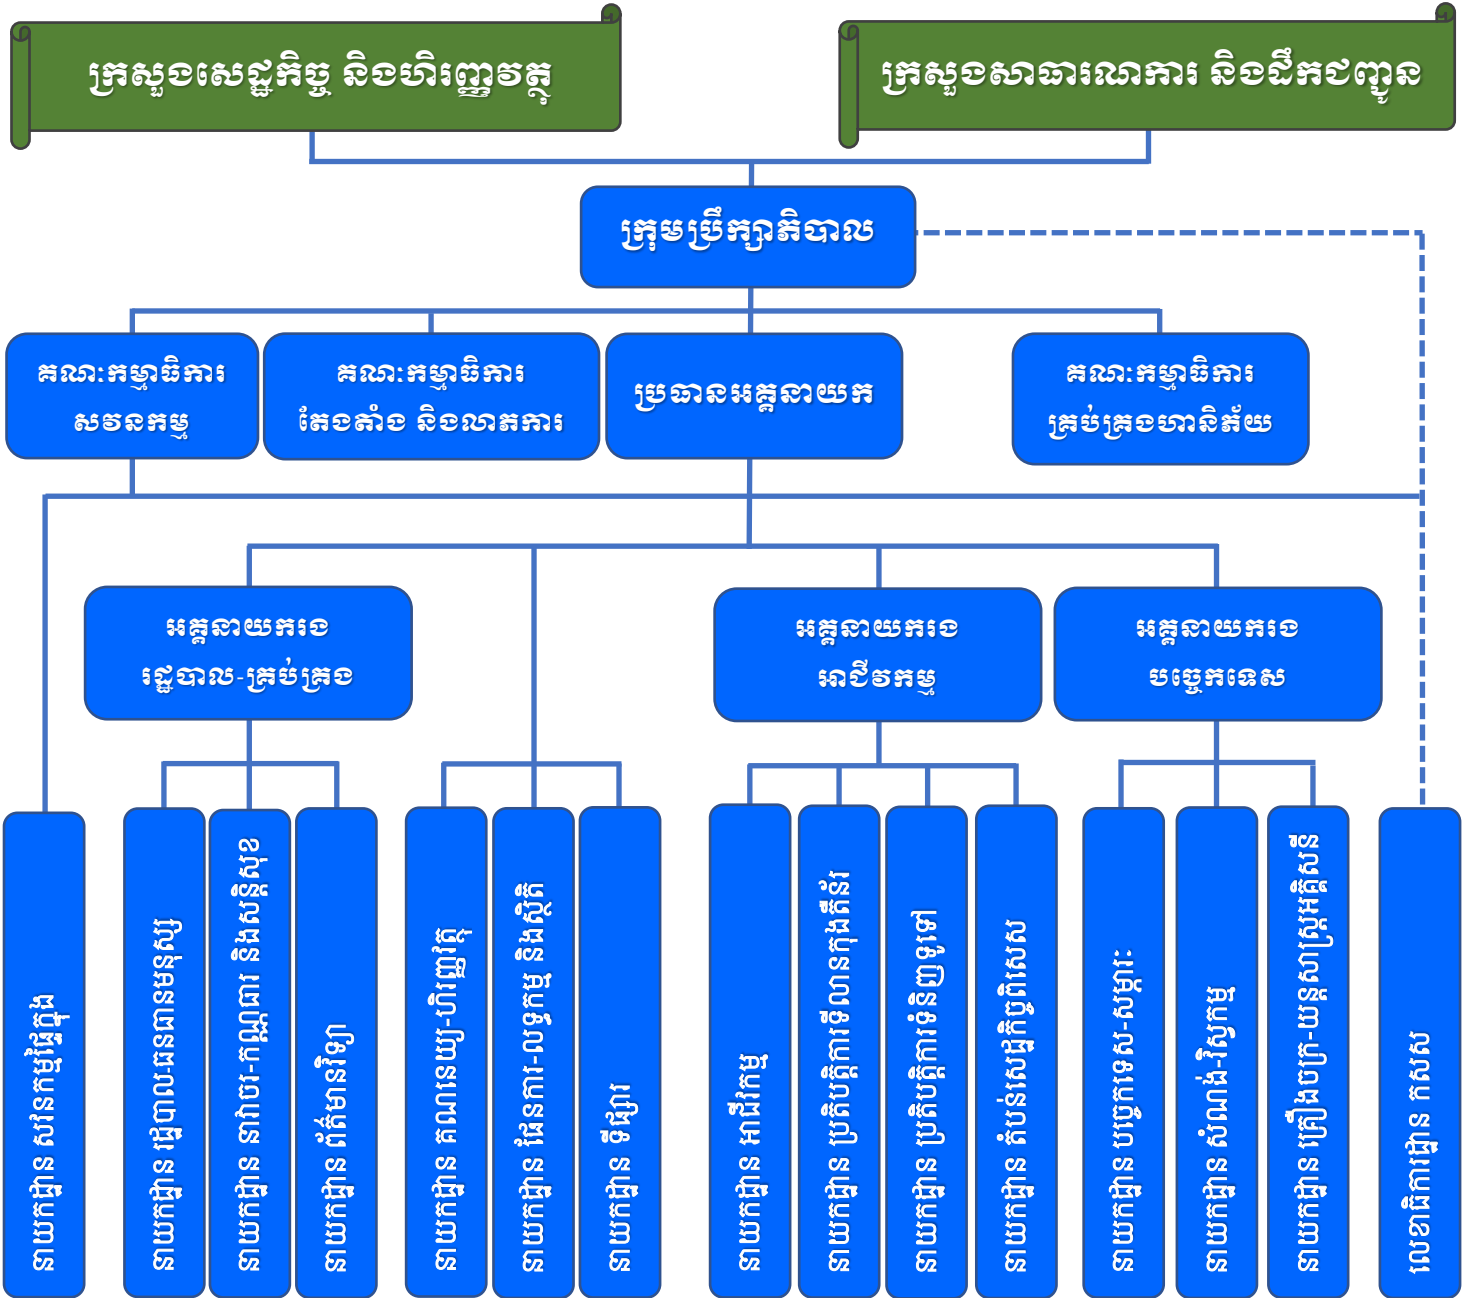 ក្រសួងសេដ្ឋកិច្ច និងហិរញ្ញវត្ថុ
ក្រសួងសាធារណការ និងដឹកជញ្ជូន
ក្រុមប្រឹក្សាភិបាល
គណៈកម្មាធិការ
សវនកម្ម
គណៈកម្មាធិការ
តែងតាំង និងលាភការ
ប្រធានអគ្គនាយក
គណៈកម្មាធិការ
គ្រប់គ្រងហានិភ័យ
អគ្គនាយករង
រដ្ឋបាល-គ្រប់គ្រង
អគ្គនាយករង
អាជីវកម្ម
អគ្គនាយករង
បច្ចេកទេស
នាយកដ្ឋាន សវនកម្មផ្ទៃក្នុង
នាយកដ្ឋាន រដ្ឋបាល-ធនធានមនុស្ស
នាយកដ្ឋាន នាវាចរ-កណ្ណធារ និងសន្តិសុខ
នាយកដ្ឋាន ព័ត៌មានវិទ្យា
នាយកដ្ឋាន គណនេយ្យ-ហិរញ្ញវត្ថុ
នាយកដ្ឋាន ផែនការ-លទ្ធកម្ម និងស្ថិតិ
នាយកដ្ឋាន ទីផ្សារ
នាយកដ្ឋាន អាជីវកម្ម
នាយកដ្ឋាន ប្រតិបត្តិការទីលានកុងតឺន័រ
នាយកដ្ឋាន ប្រតិបត្តិការទំនិញទូទៅ
នាយកដ្ឋាន តំបន់សេដ្ឋកិច្ចពិសេស
នាយកដ្ឋាន បច្ចេកទេស-សម្ភារៈ
នាយកដ្ឋាន សំណង់-វិស្វកម្ម
នាយកដ្ឋាន គ្រឿងចក្រ-យន្តសាស្ត្រអគ្គិសនី
លេខាធិការដ្ឋាន កសស